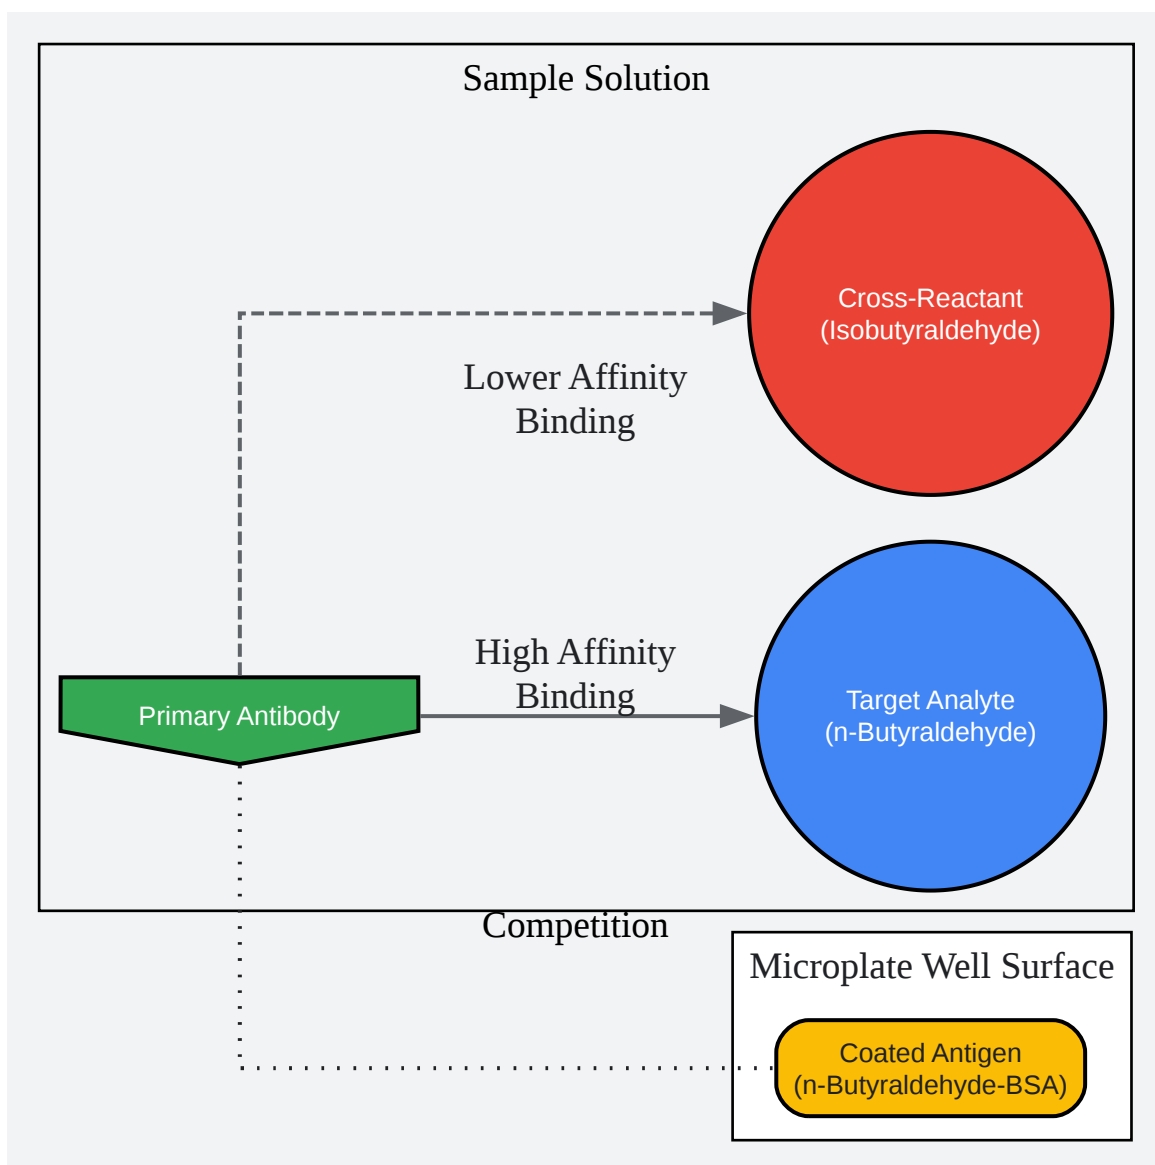 Sample Solution
Cross-Reactant
(Isobutyraldehyde)
Lower Affinity
Binding
High Affinity
Binding
Primary Antibody
Target Analyte
(n-Butyraldehyde)
Competition
Microplate Well Surface
Coated Antigen
(n-Butyraldehyde-BSA)